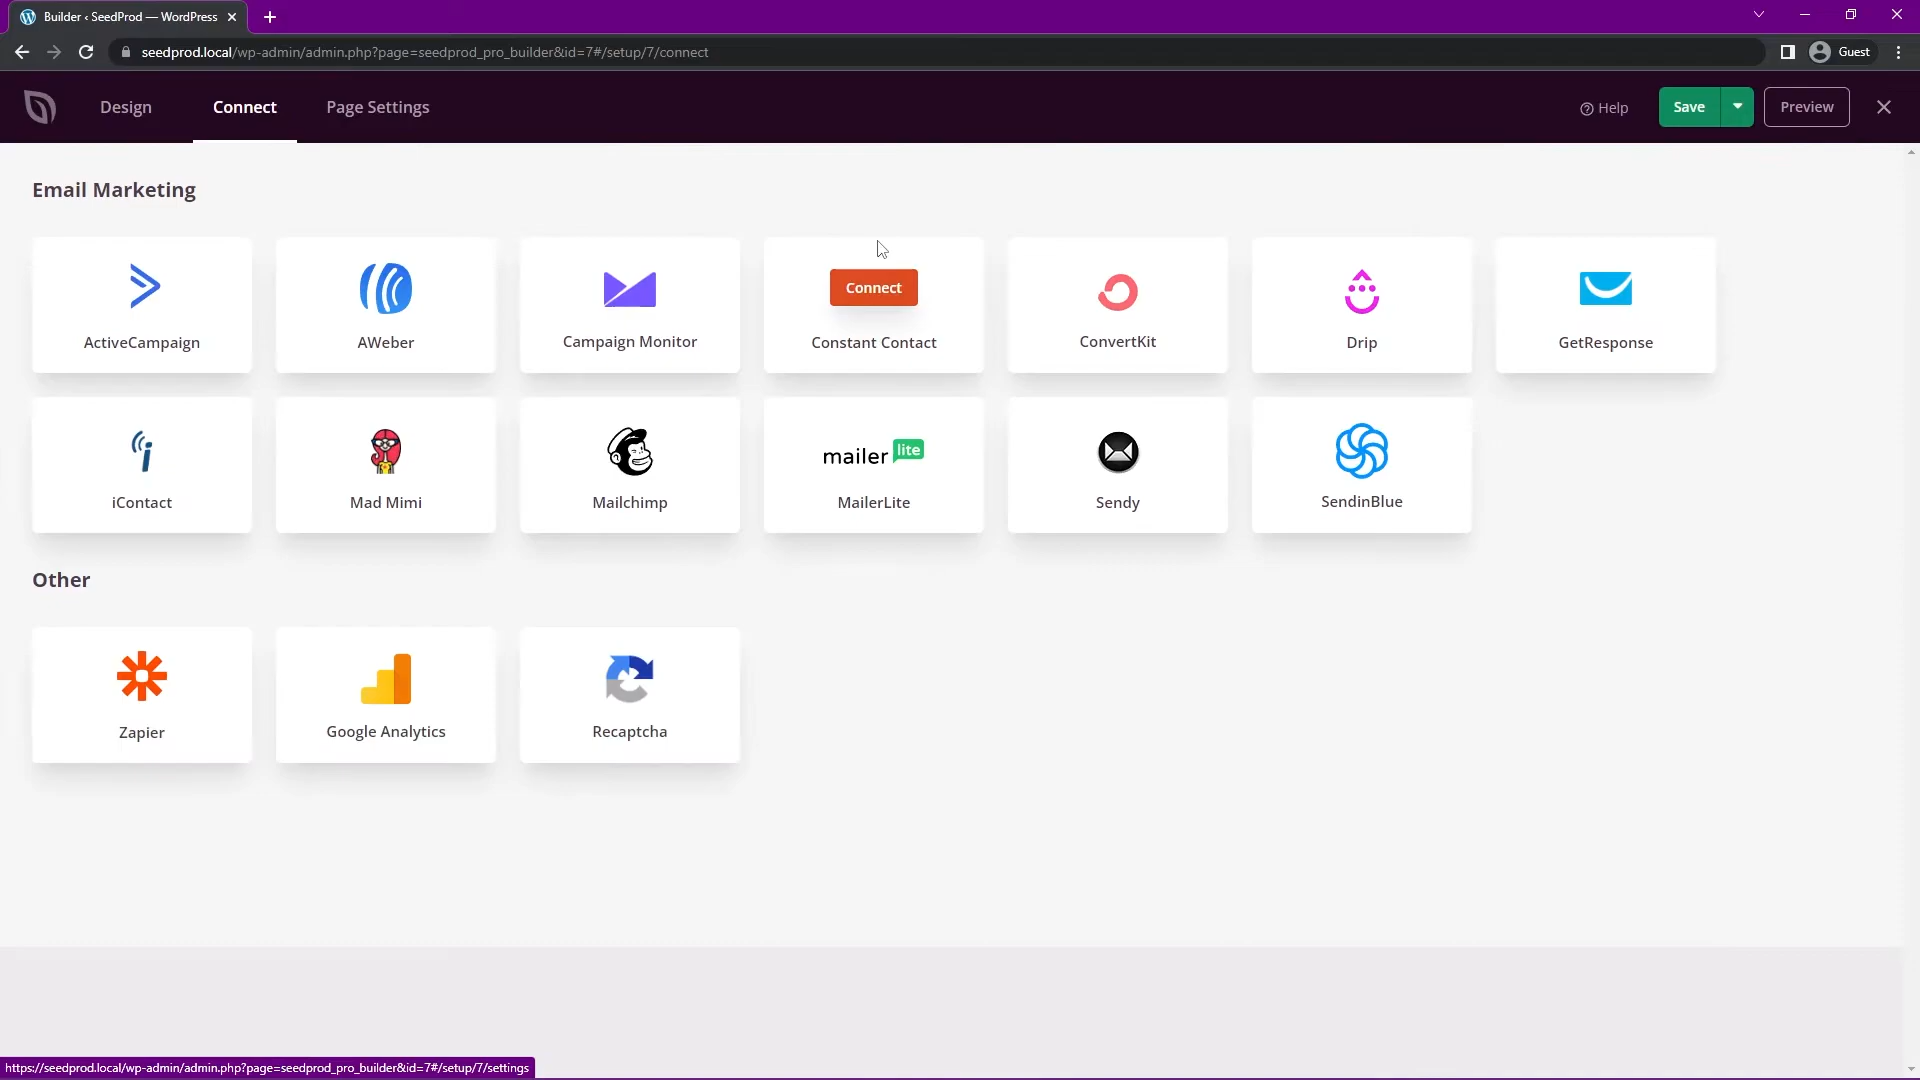 Builder ‹ SeedProd — WordPress
seedprod.local/wp-admin/admin.php?page=seedprod_pro_builder&id=7#/setup/7/connect
Guest
Design
Connect
Page Settings
Help
Save
Preview
Email Marketing
ActiveCampaign
AWeber
Campaign Monitor
Connect
Constant Contact
ConvertKit
Drip
GetResponse
iContact
Mad Mimi
Mailchimp
mailer lite
MailerLite
Sendy
SendinBlue
Other
Zapier
Google Analytics
Recaptcha
https://seedprod.local/wp-admin/admin.php?page=seedprod_pro_builder&id=7#/setup/7/settings